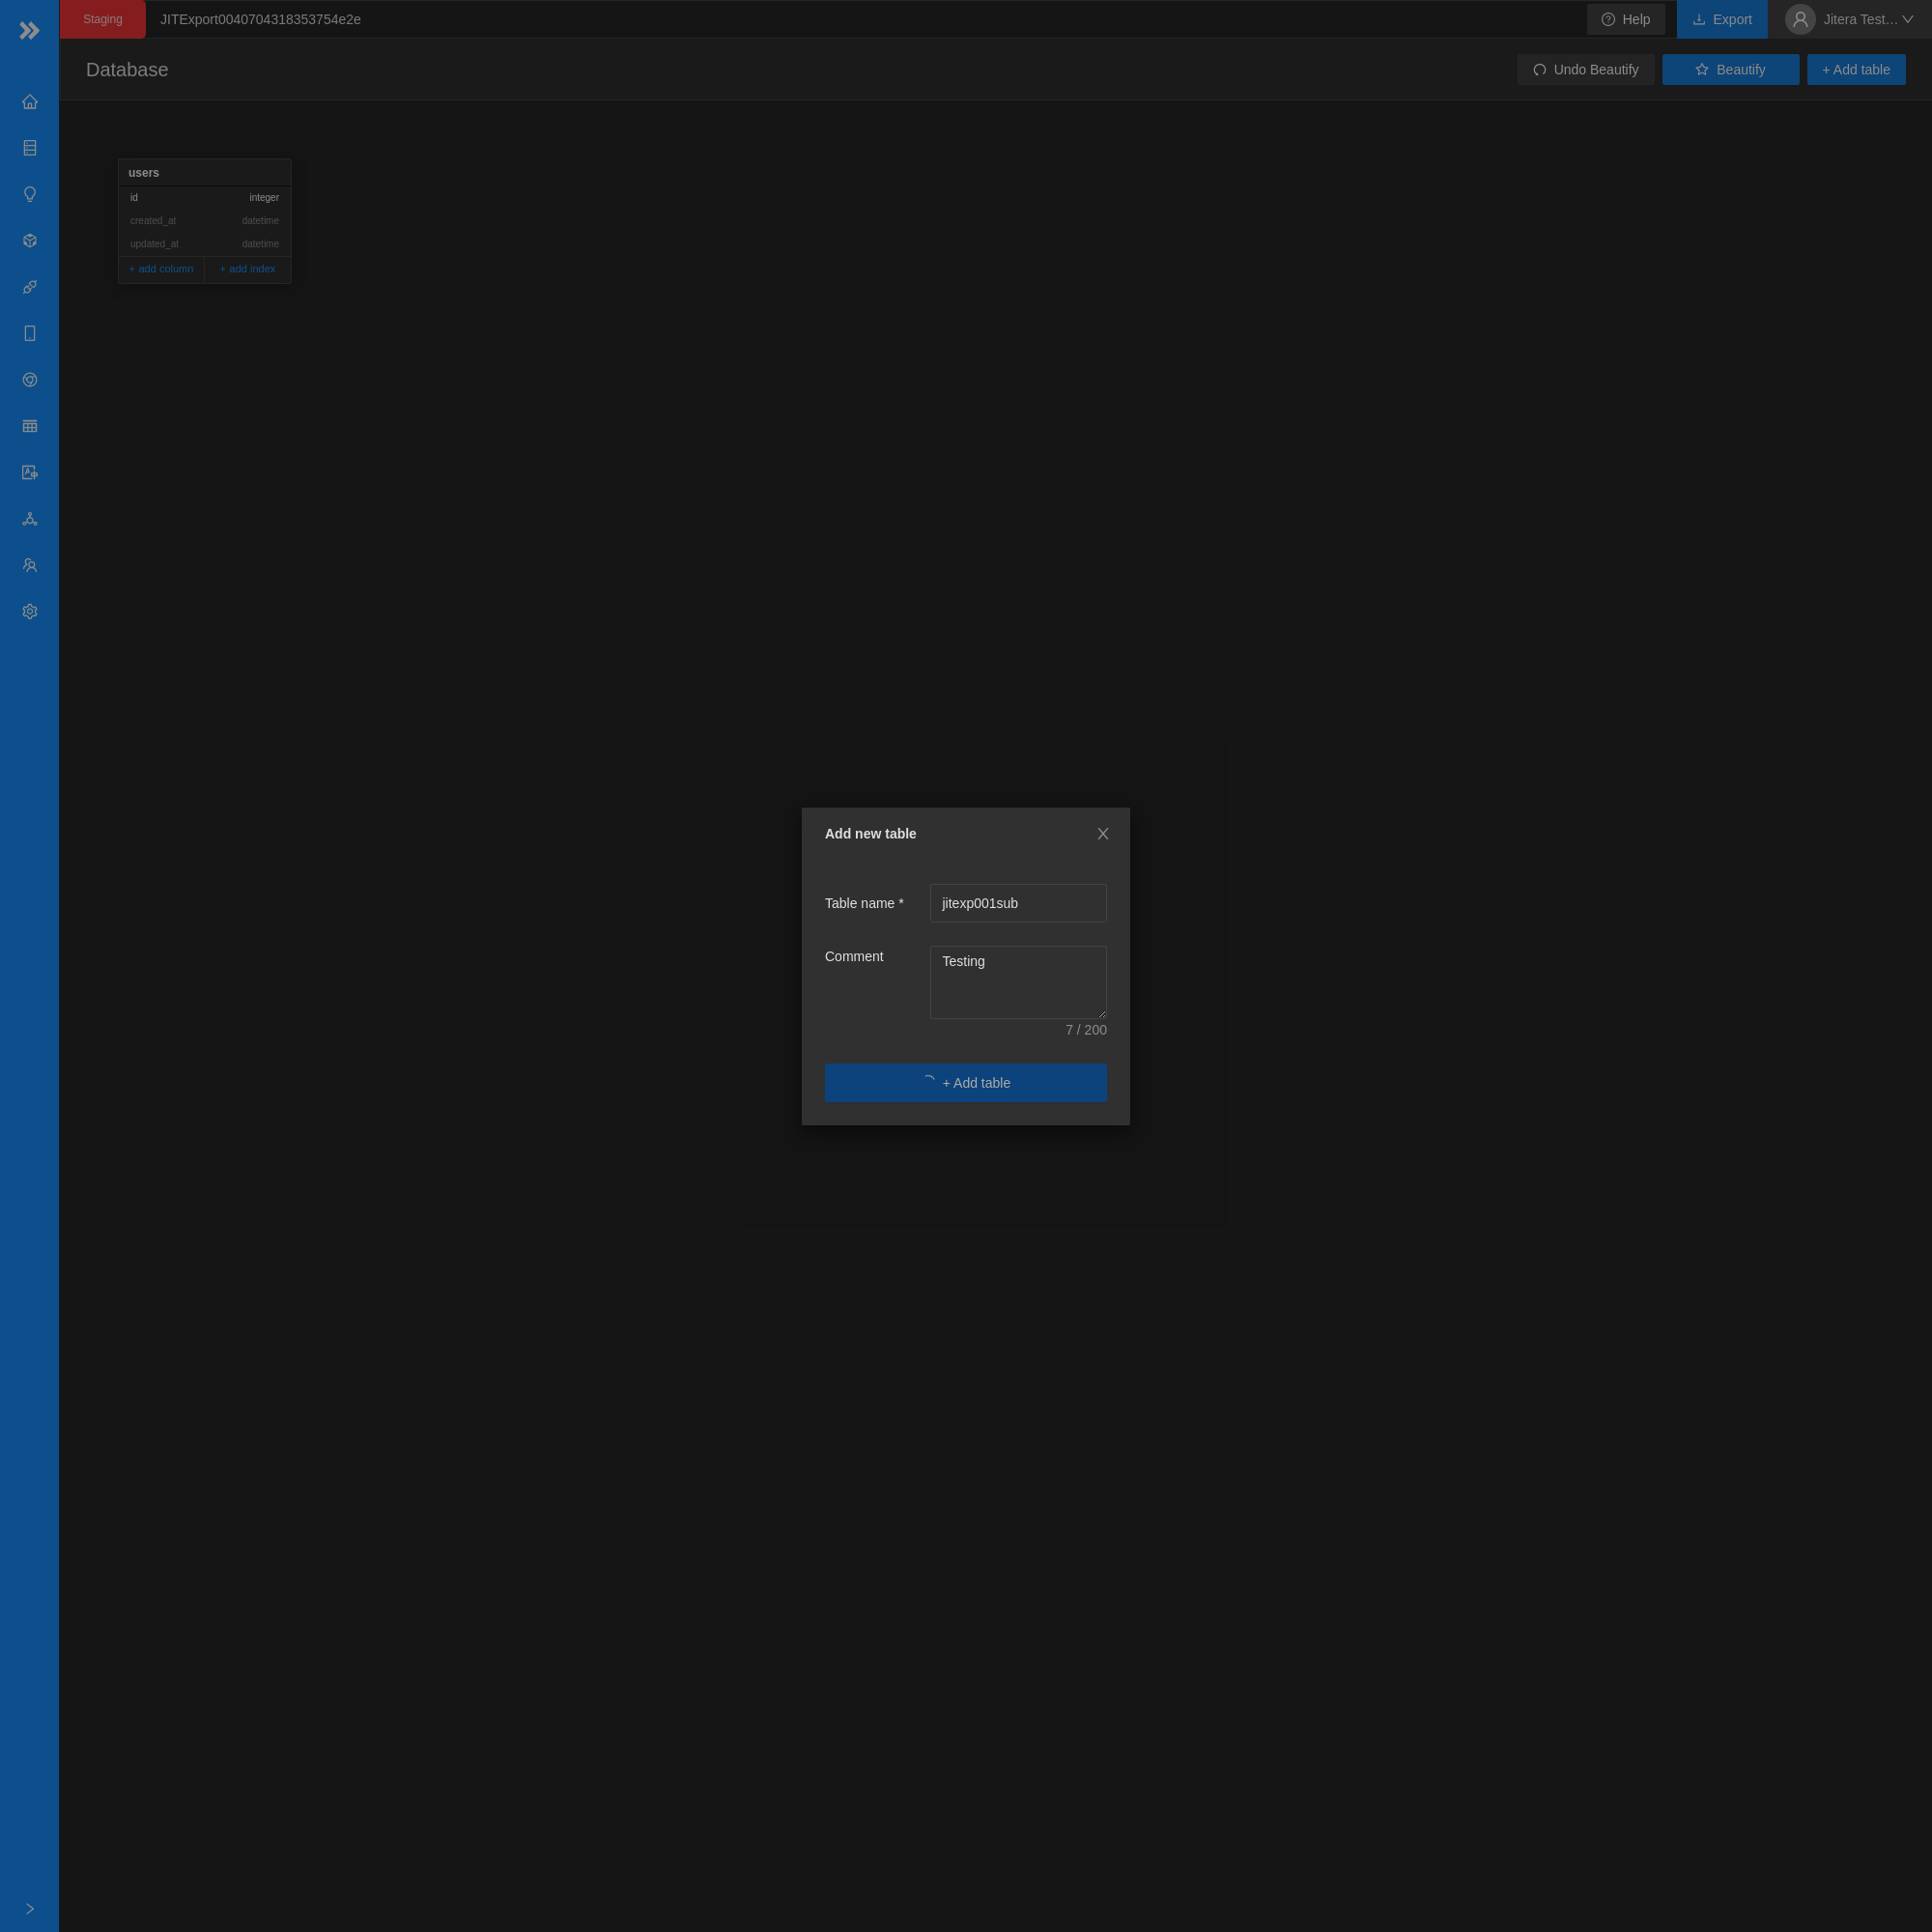 Staging
JITExport0040704318353754e2e
Help
Export
Jitera Test...
Database
Undo Beautify
Beautify
+ Add table
users
id integer
created_at datetime
updated_at datetime
+ add column + add index
Add new table
Table name * jitexp001sub
Comment Testing
7 / 200
+ Add table